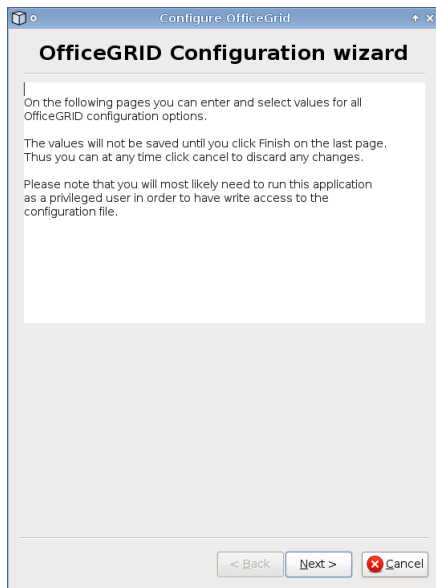 Configure OfficeGrid
OfficeGRID Configuration wizard
On the following pages you can enter and select values for all
OfficeGRID configuration options.
The values will not be saved until you click Finish on the last page.
Thus you can at any time click cancel to discard any changes.
Please note that you will most likely need to run this application
as a privileged user in order to have write access to the
configuration file.
< Back Next > Cancel